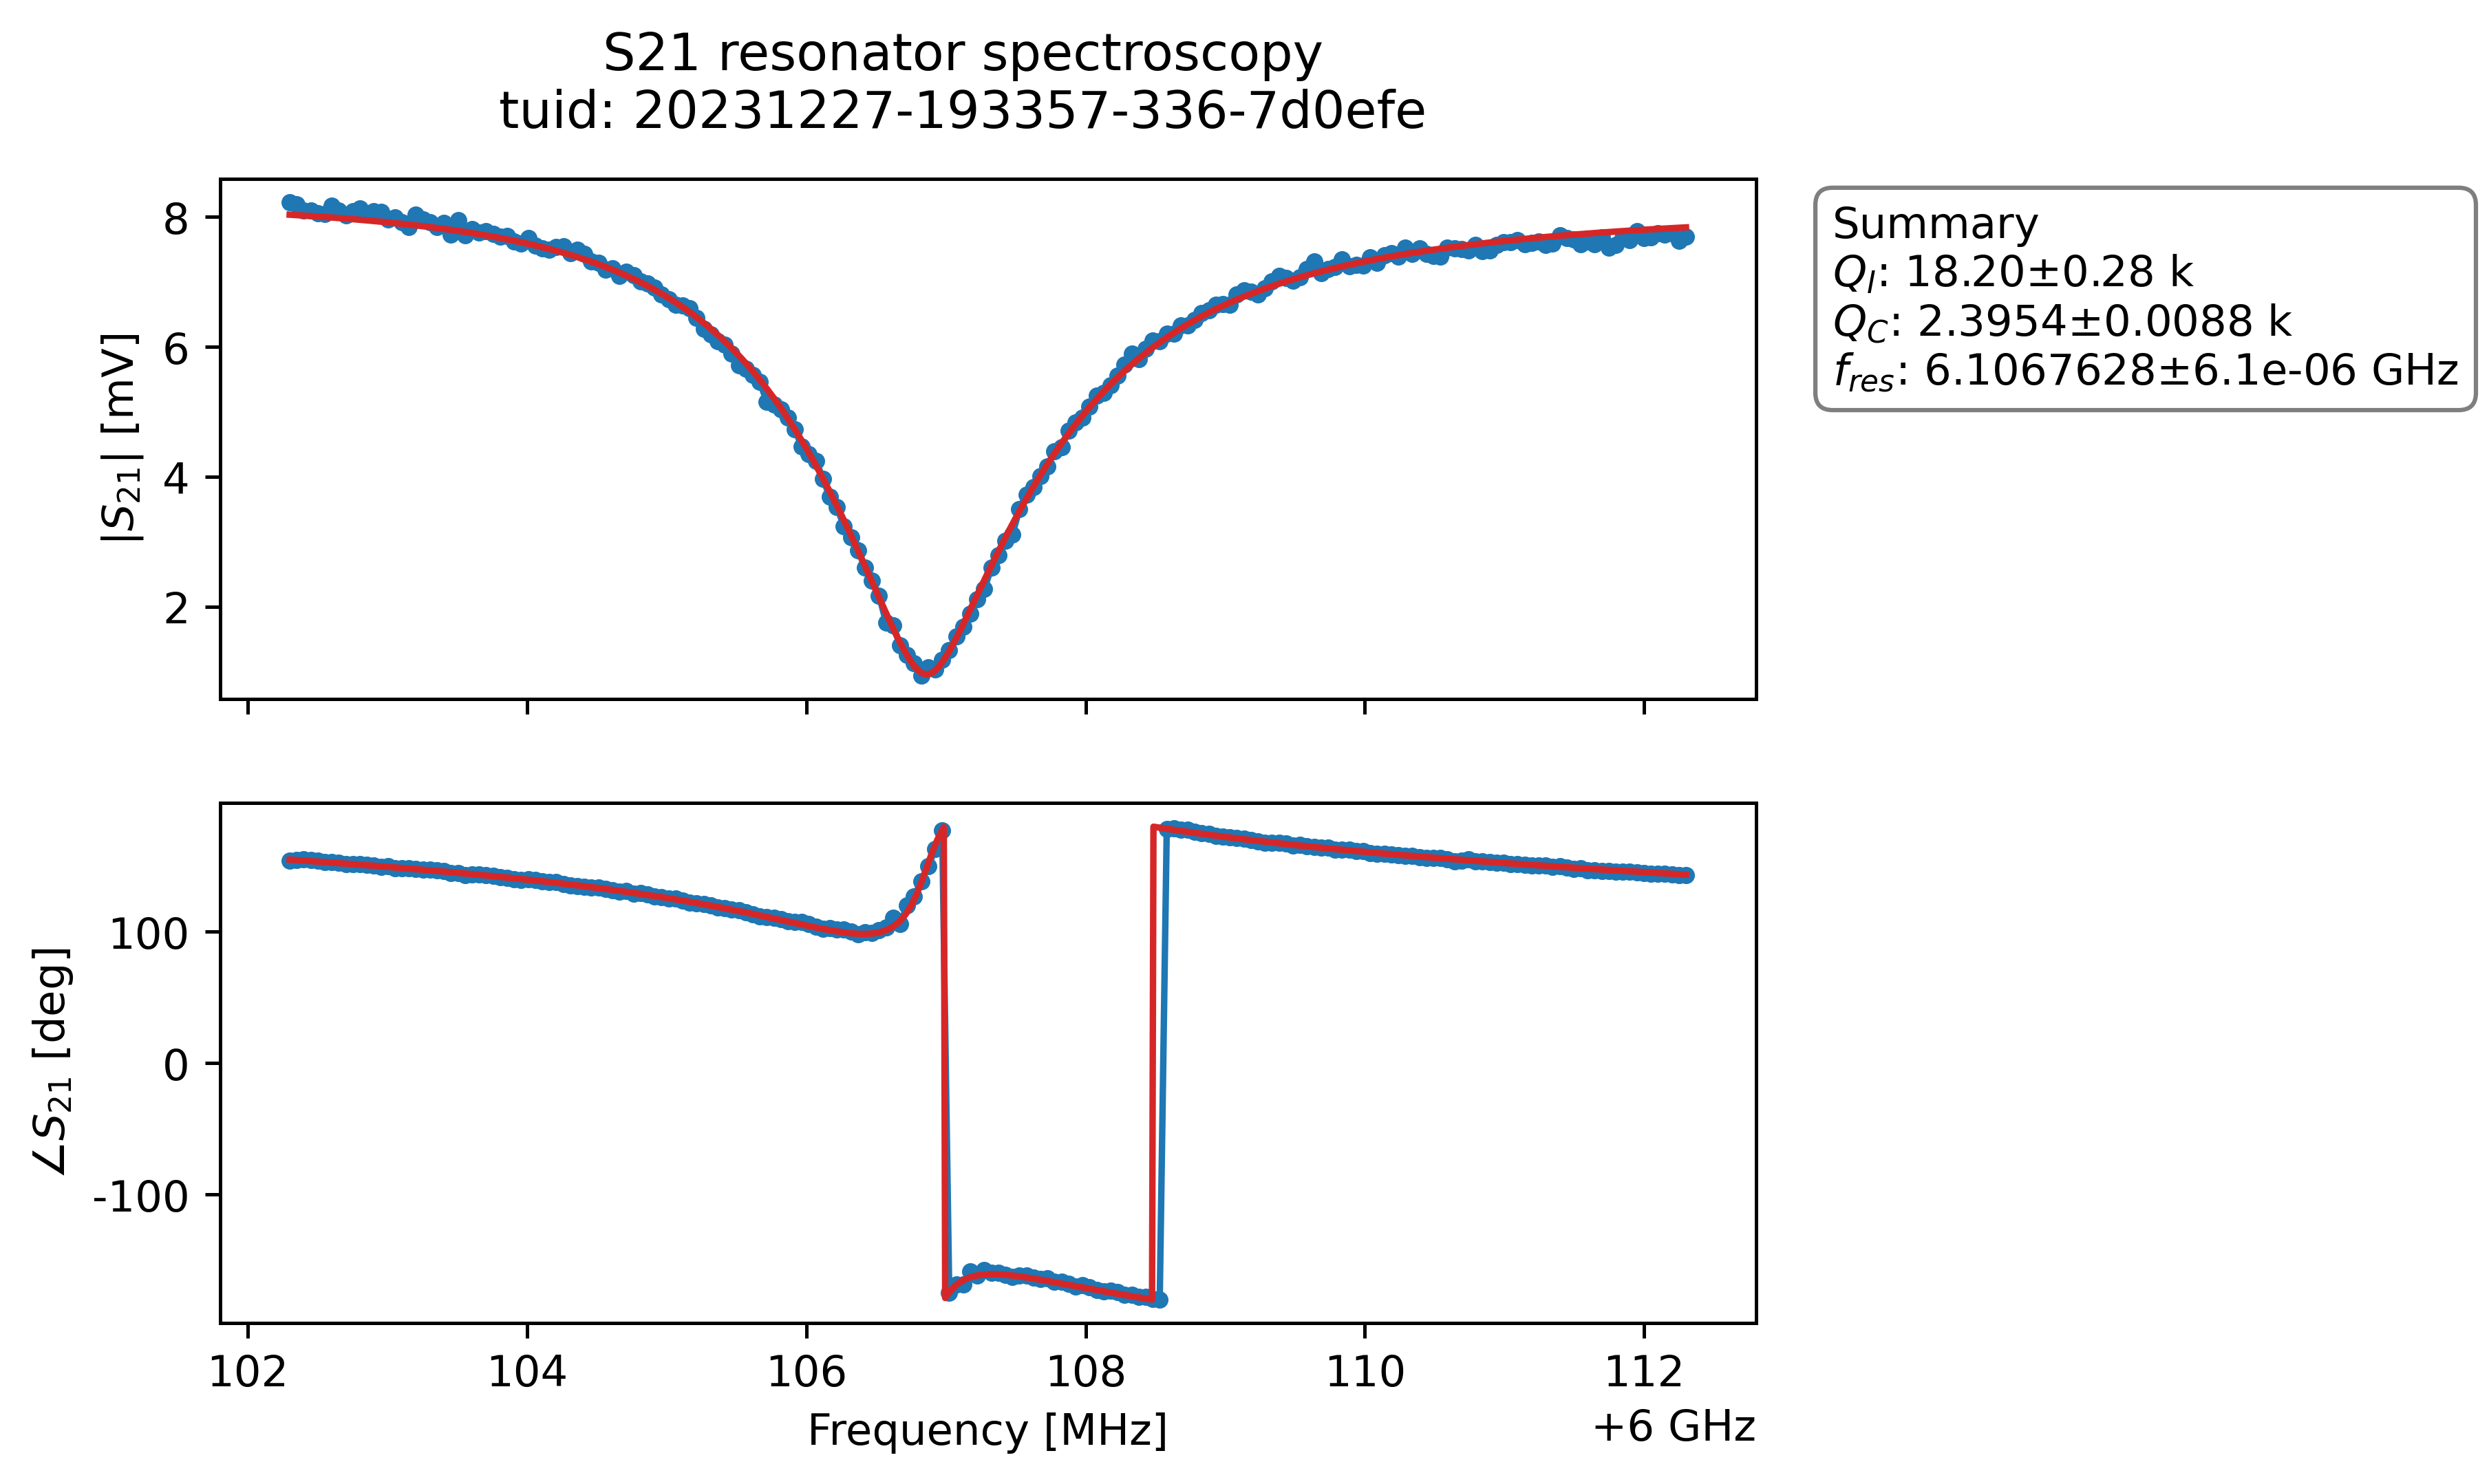 S21 resonator spectroscopy
tuid: 20231227-193357-336-7d0efe
|S21| [mV]
8
6
4
2
Summary
QI: 18.20±0.28 k
QC: 2.3954±0.0088 k
fres: 6.1067628±6.1e-06 GHz
∠S21 [deg]
100
0
-100
102 104 106 108 110 112
Frequency [MHz]
+6 GHz